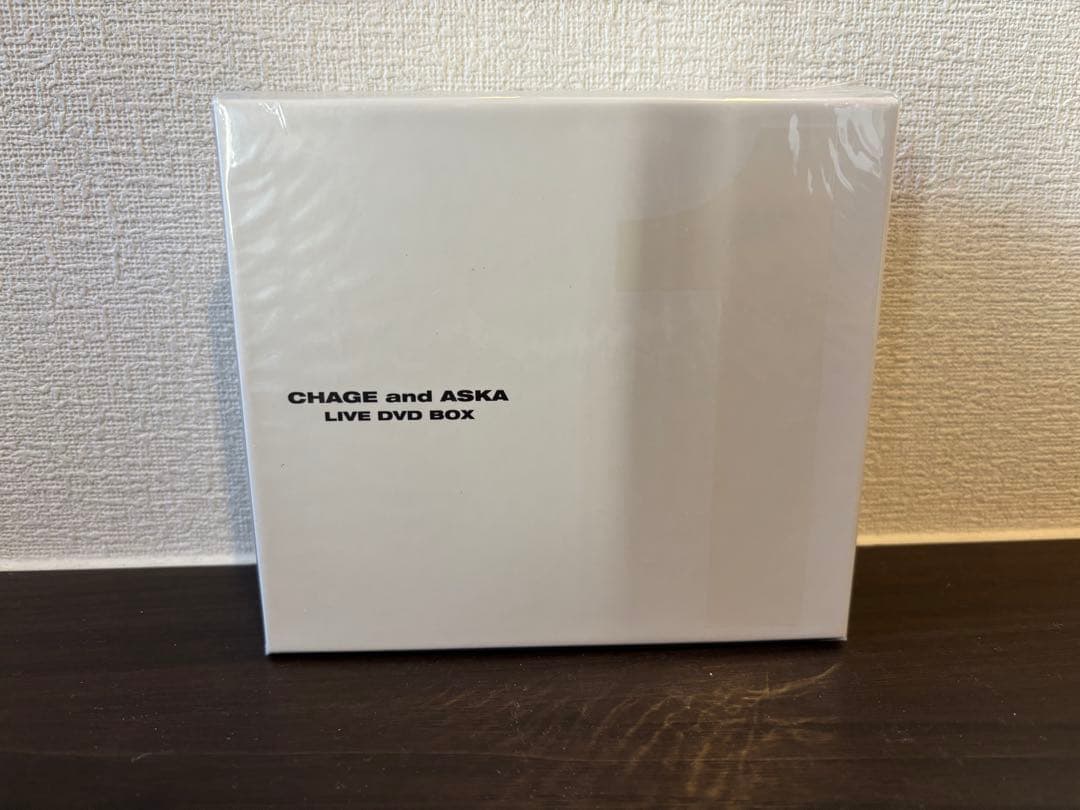 CHAGE and ASKA
LIVE DVD BOX